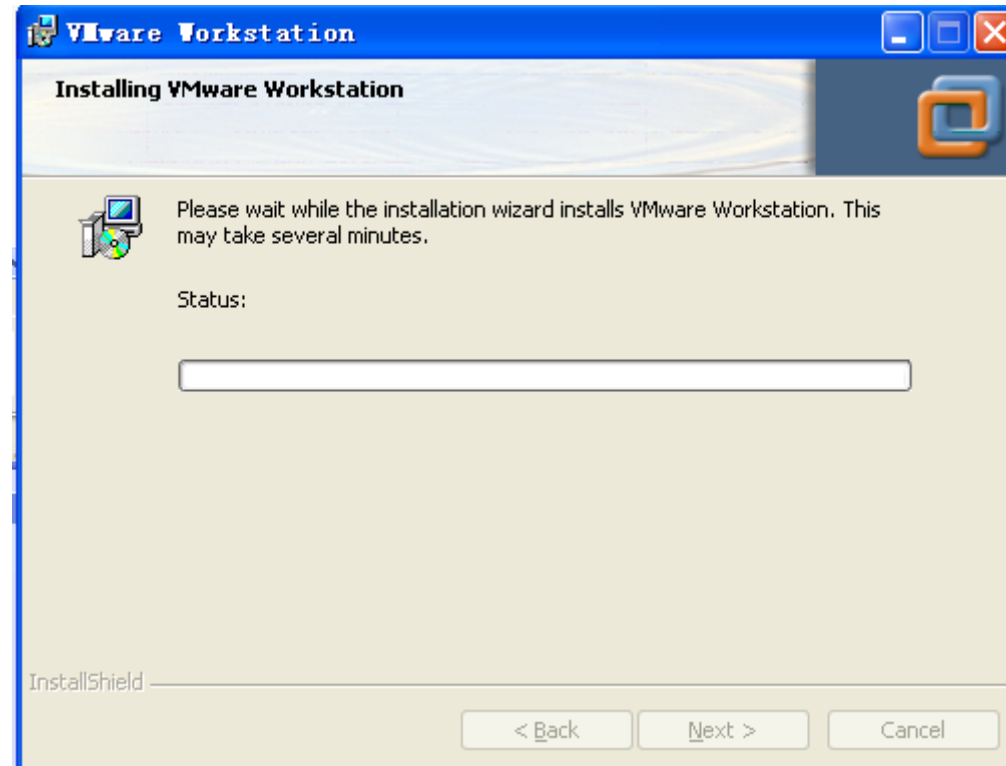 VMware Workstation
Installing VMware Workstation
Please wait while the installation wizard installs VMware Workstation. This
may take several minutes.
Status:
InstallShield
< Back
Next >
Cancel